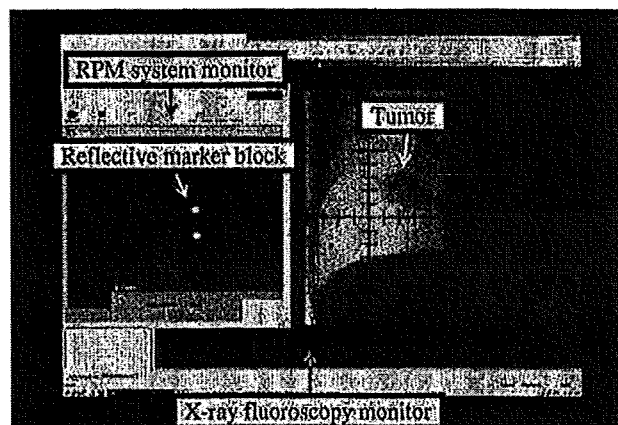 RPM system monitor
Tumor
Reflective marker block
X-ray fluoroscopy monitor